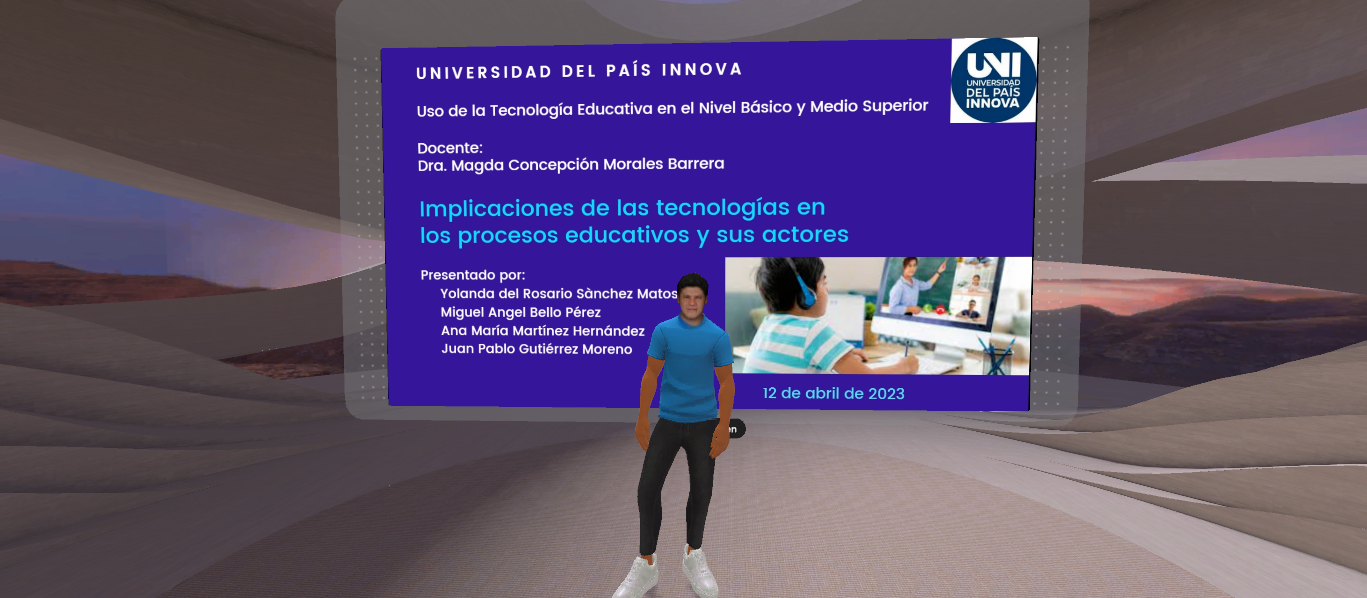 UNIVERSIDAD DEL PAÍS INNOVA
UNI
UNIVERSIDAD
DEL PAÍS
INNOVA
Uso de la Tecnología Educativa en el Nivel Básico y Medio Superior
Docente:
Dra. Magda Concepción Morales Barrera
Implicaciones de las tecnologías en
los procesos educativos y sus actores
Presentado por:
Yolanda del Rosario Sànchez Matos
Miguel Angel Bello Pérez
Ana María Martínez Hernández
Juan Pablo Gutiérrez Moreno
12 de abril de 2023